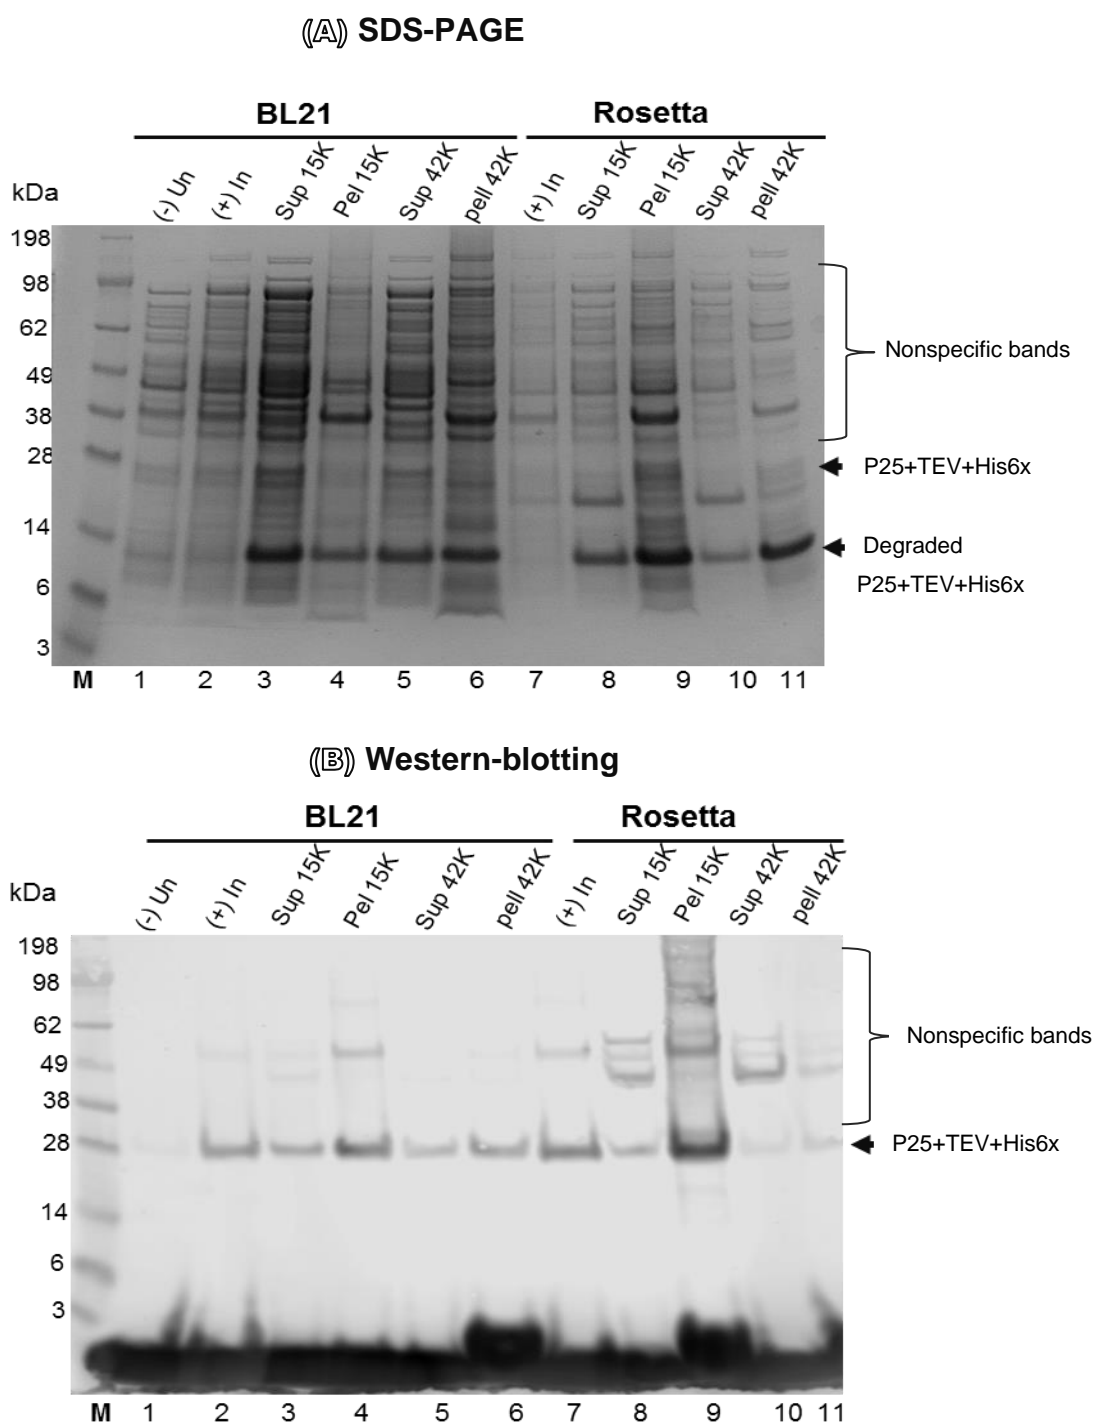 (A) SDS-PAGE
BL21 Rosetta
kDa (-) Un (+) In Sup 15K Pel 15K Sup 42K pell 42K (+) In Sup 15K Pel 15K Sup 42K pell 42K
198
98
62
49
38
28
14
6
3
Nonspecific bands
P25+TEV+His6x
Degraded
P25+TEV+His6x
M 1 2 3 4 5 6 7 8 9 10 11
(B) Western-blotting
BL21 Rosetta
kDa (-) Un (+) In Sup 15K Pel 15K Sup 42K pell 42K (+) In Sup 15K Pel 15K Sup 42K pell 42K
198
98
62
49
38
28
14
6
3
Nonspecific bands
P25+TEV+His6x
M 1 2 3 4 5 6 7 8 9 10 11